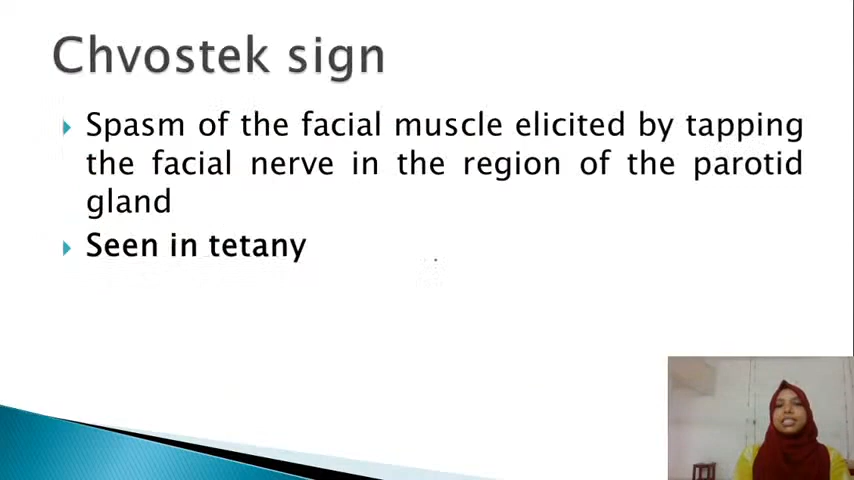 Chvostek sign
Spasm of the facial muscle elicited by tapping
the facial nerve in the region of the parotid
gland
Seen in tetany